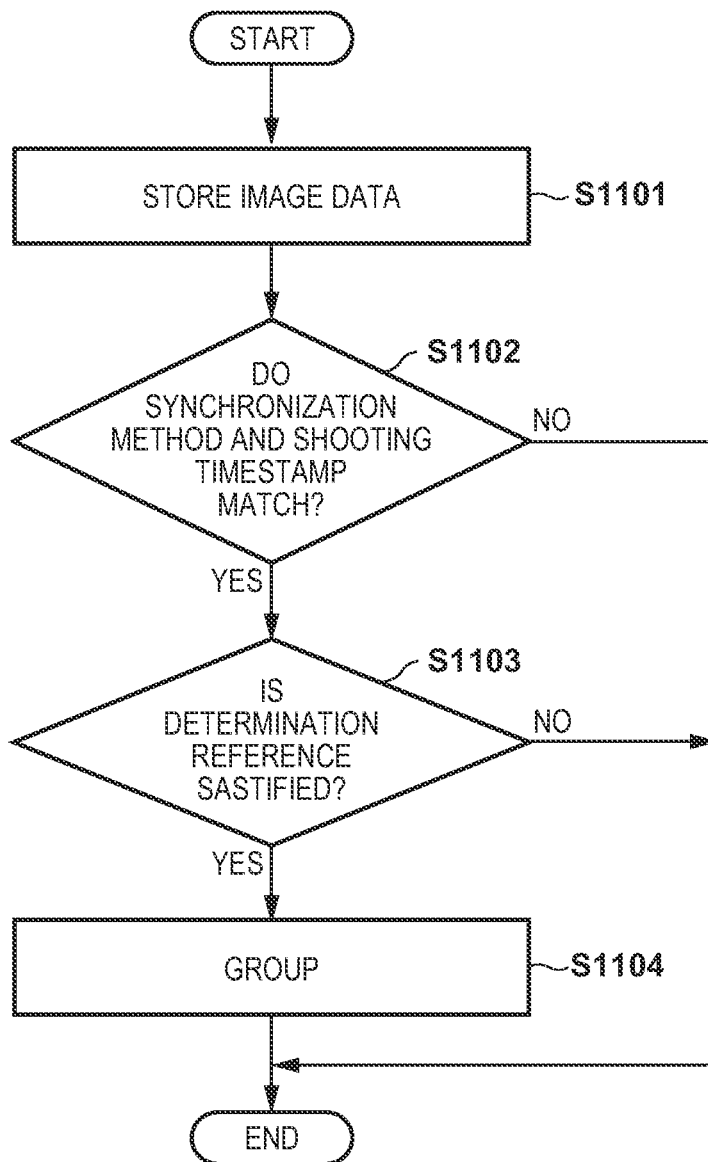 START
STORE IMAGE DATA
S1101
S1102
DO
SYNCHRONIZATION
METHOD AND SHOOTING
TIMESTAMP
MATCH?
NO
YES
S1103
IS
DETERMINATION
REFERENCE
SASTIFIED?
NO
YES
GROUP
S1104
END